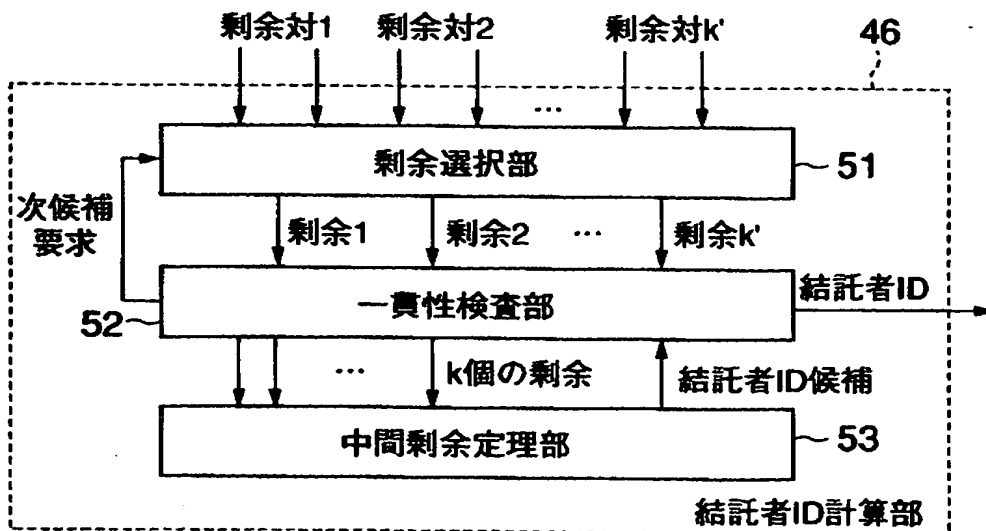 剰余対1 剰余対2 剰余対k' 46
...
剰余選択部 51
次候補
要求
剰余1 剰余2 ... 剰余k'
結託者ID
一貫性検査部
52
... k個の剰余 結託者ID候補
中間剰余定理部 53
結託者ID計算部